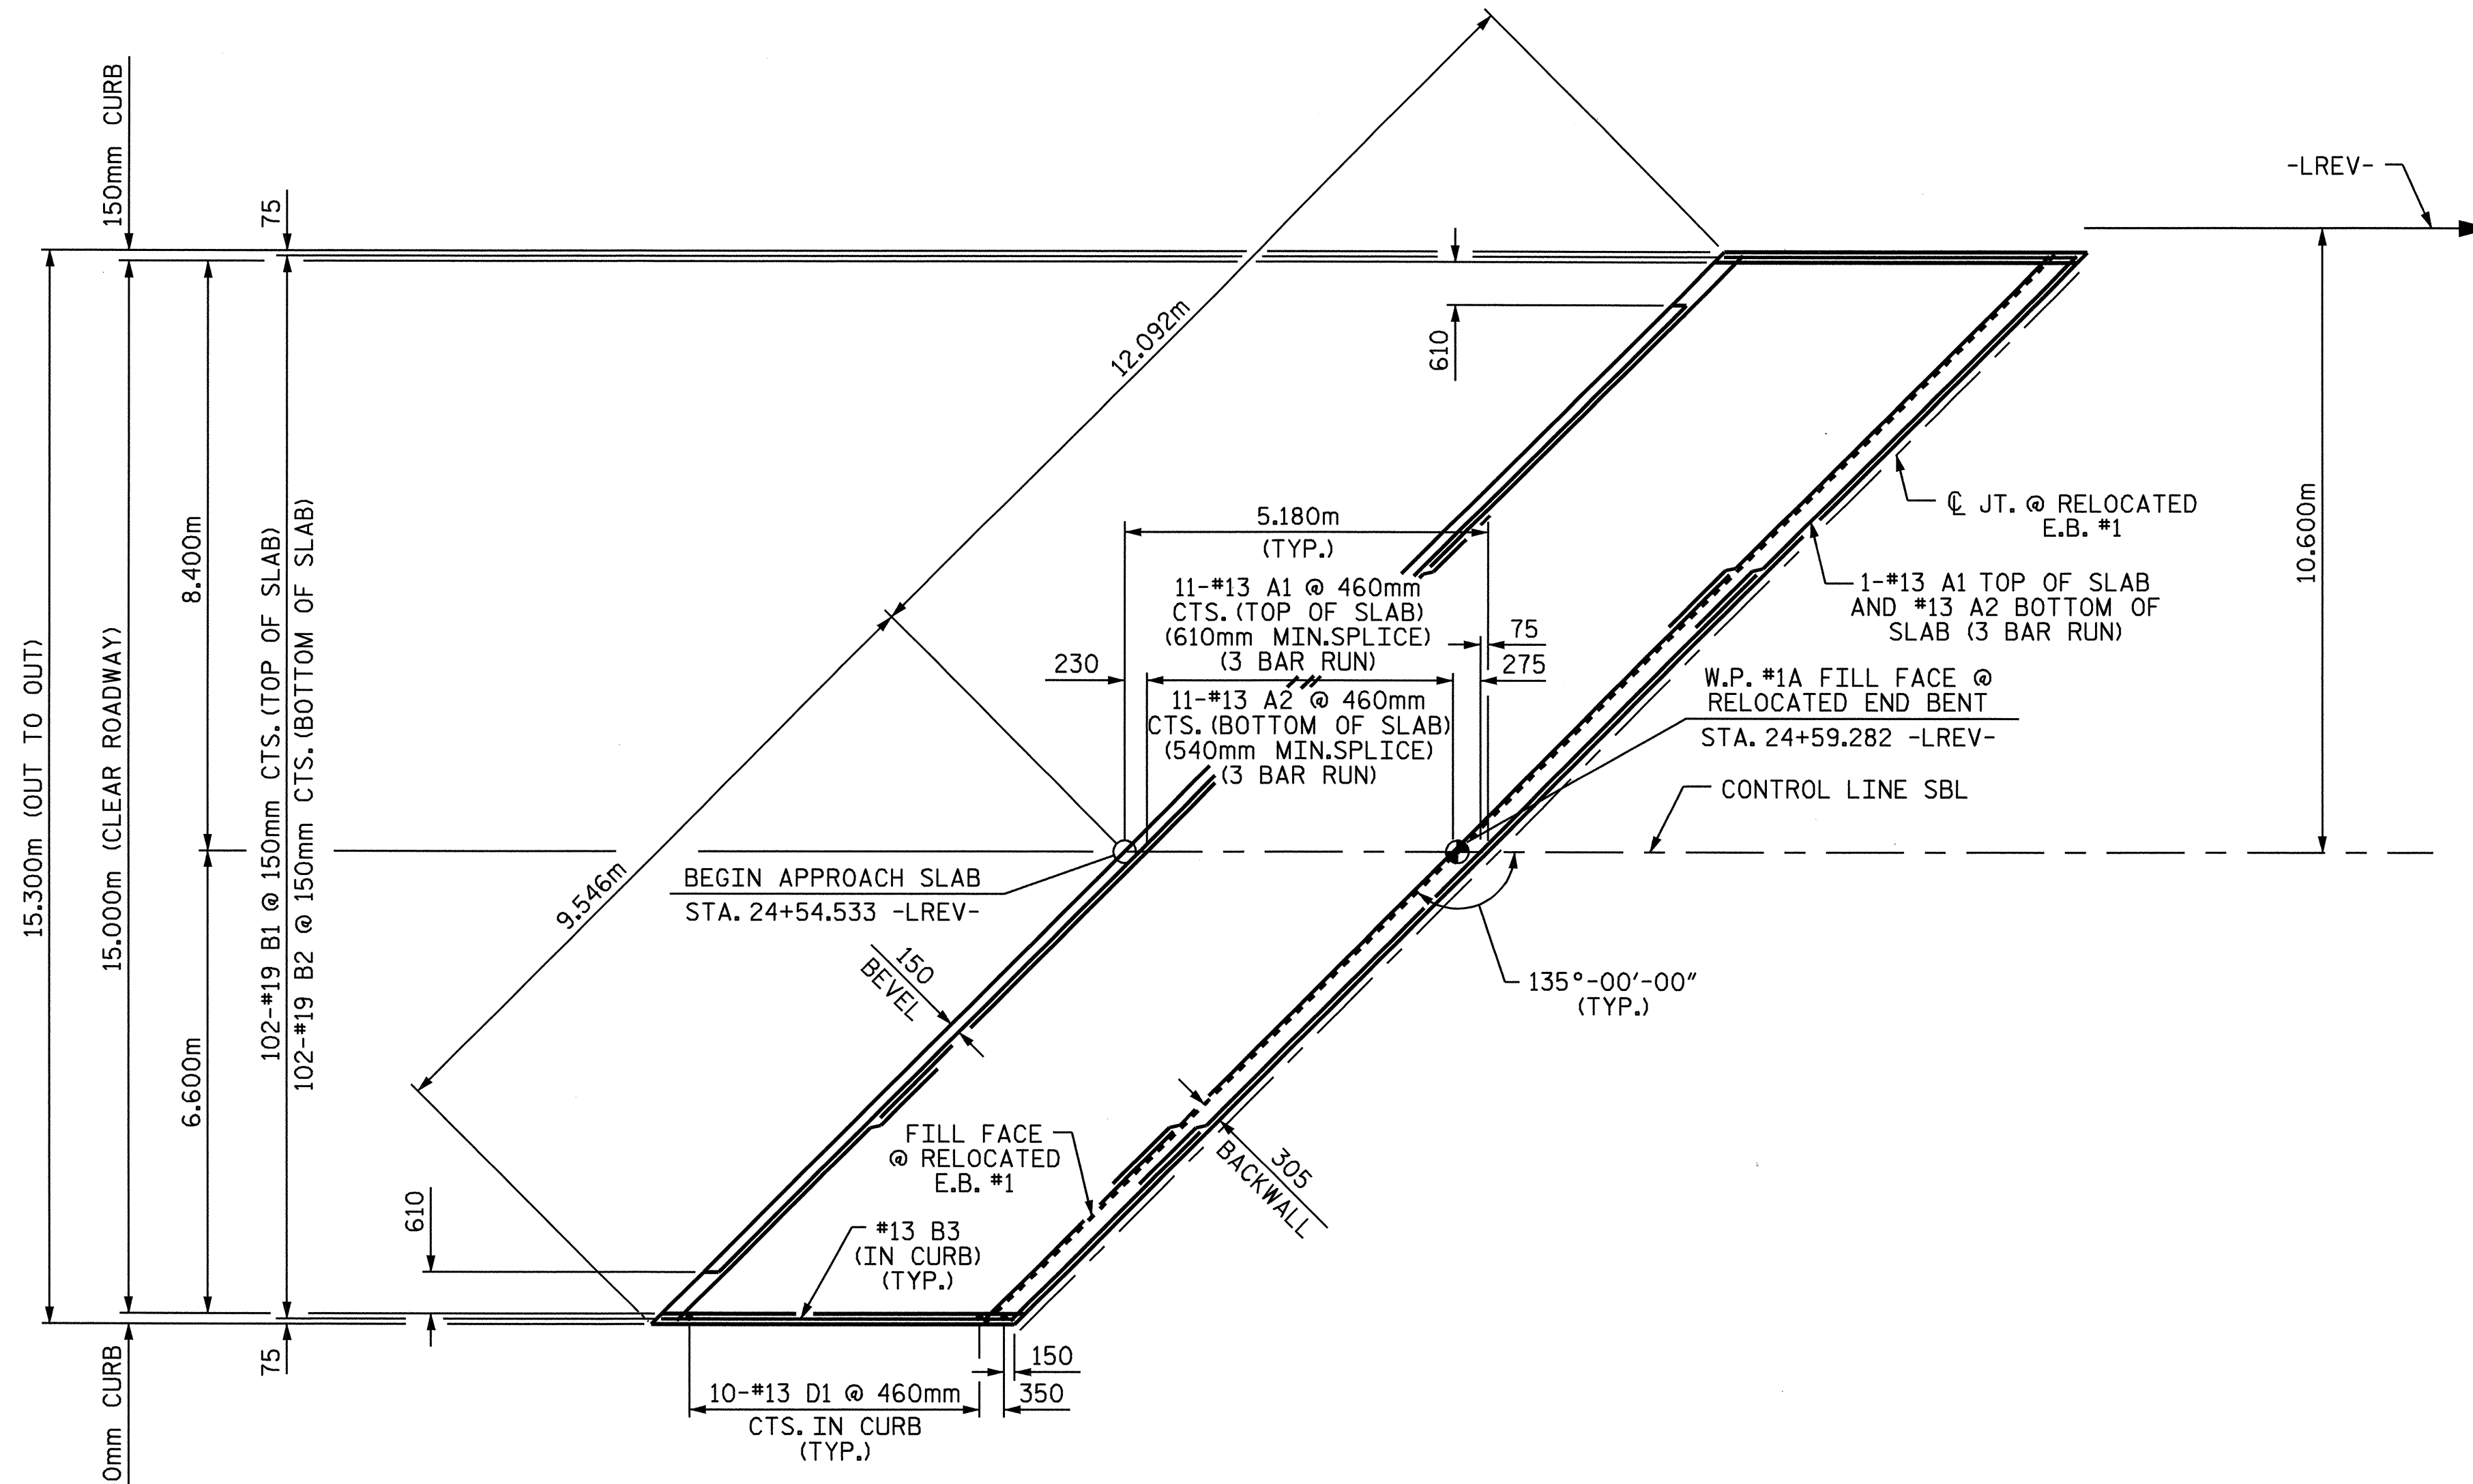 150mm CURB
75
15.300m (OUT TO OUT)
15.000m (CLEAR ROADWAY)
8.400m
6.600m
102-#19 B1 @ 150mm CTS. (TOP OF SLAB)
102-#19 B2 @ 150mm CTS. (BOTTOM OF SLAB)
75
0mm CURB
12.092m
9.546m
610
-LREV-
10.600m
5.180m
(TYP.)
11-#13 A1 @ 460mm
CTS. (TOP OF SLAB)
(610mm MIN. SPLICE)
(3 BAR RUN)
230
75
275
11-#13 A2 @ 460mm
CTS. (BOTTOM OF SLAB)
(540mm MIN. SPLICE)
(3 BAR RUN)
℄ JT. @ RELOCATED
E.B. #1
1-#13 A1 TOP OF SLAB
AND #13 A2 BOTTOM OF
SLAB (3 BAR RUN)
W.P. #1A FILL FACE @
RELOCATED END BENT
STA. 24+59.282 -LREV-
CONTROL LINE SBL
BEGIN APPROACH SLAB
STA. 24+54.533 -LREV-
150
BEVEL
135°-00'-00"
(TYP.)
FILL FACE
@ RELOCATED
E.B. #1
305
BACKWALL
610
#13 B3
(IN CURB)
(TYP.)
150
350
10-#13 D1 @ 460mm
CTS. IN CURB
(TYP.)